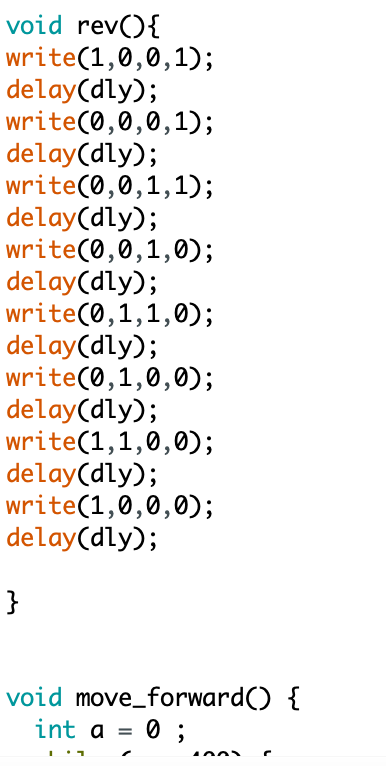 void rev(){
write(1,0,0,1);
delay(dly);
write(0,0,0,1);
delay(dly);
write(0,0,1,1);
delay(dly);
write(0,0,1,0);
delay(dly);
write(0,1,1,0);
delay(dly);
write(0,1,0,0);
delay(dly);
write(1,1,0,0);
delay(dly);
write(1,0,0,0);
delay(dly);
}
void move_forward() {
int a = 0 ;